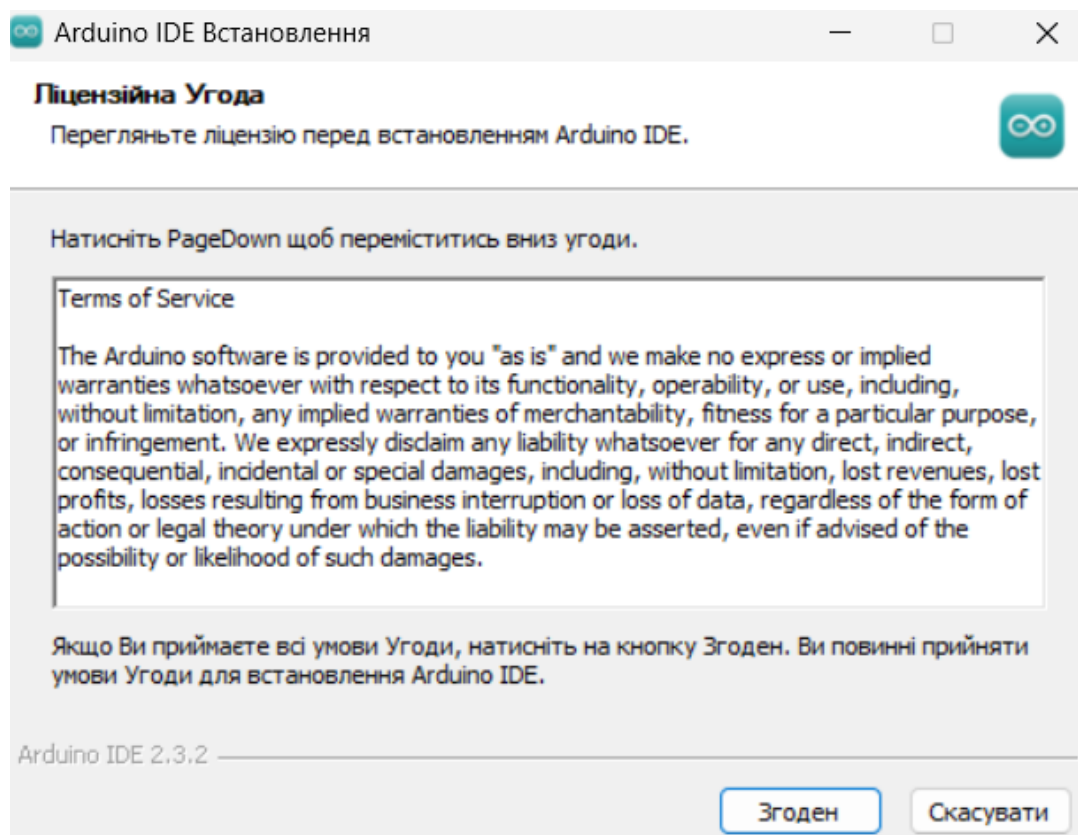 Arduino IDE Встановлення
Ліцензійна Угода
Перегляньте ліцензію перед встановленням Arduino IDE.
Натисніть PageDown щоб переміститись вниз угоди.
Terms of Service
The Arduino software is provided to you "as is" and we make no express or implied
warranties whatsoever with respect to its functionality, operability, or use, including,
without limitation, any implied warranties of merchantability, fitness for a particular purpose,
or infringement. We expressly disclaim any liability whatsoever for any direct, indirect,
consequential, incidental or special damages, including, without limitation, lost revenues, lost
profits, losses resulting from business interruption or loss of data, regardless of the form of
action or legal theory under which the liability may be asserted, even if advised of the
possibility or likelihood of such damages.
Якщо Ви приймаєте всі умови Угоди, натисніть на кнопку Згоден. Ви повинні прийняти
умови Угоди для встановлення Arduino IDE.
Arduino IDE 2.3.2
Згоден Скасувати